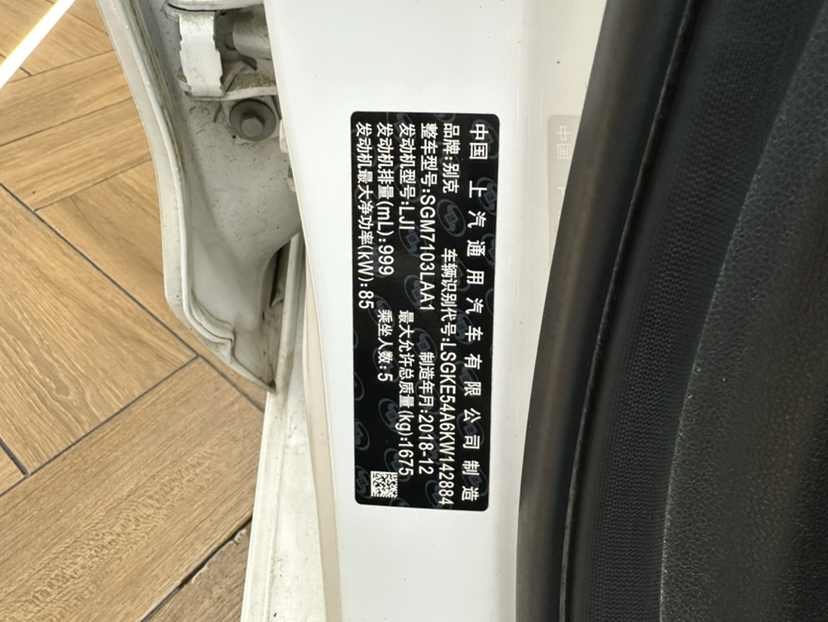 中国 上汽通用汽车有限公司制造
品牌:别克 车辆识别代号:LSGKE54A6KW142884
整车型号:SGM7103LAA1 制造年月:2018-12
发动机型号:LJI 最大允许总质量(kg):1675
发动机排量(mL):999 乘坐人数:5
发动机最大净功率(kW):85